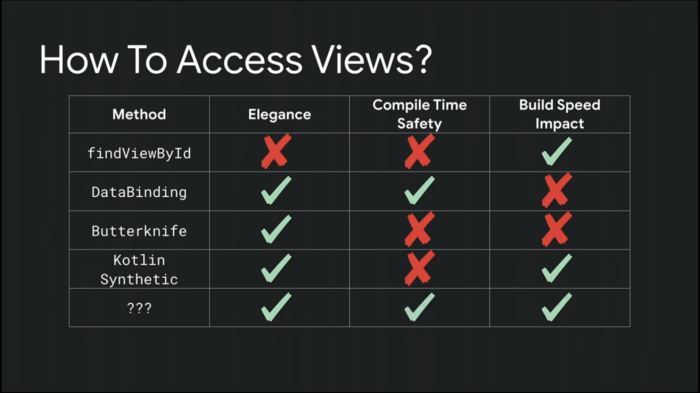 How To Access Views?
Method Elegance Compile Time Safety Build Speed Impact
findViewById
DataBinding
Butterknife
Kotlin Synthetic
???